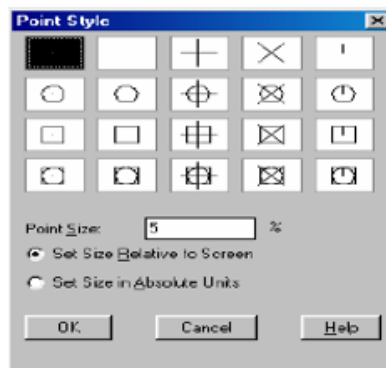 Point Style
Point Size: 5 %
Set Size Relative to Screen
Set Size in Absolute Units
OK Cancel Help